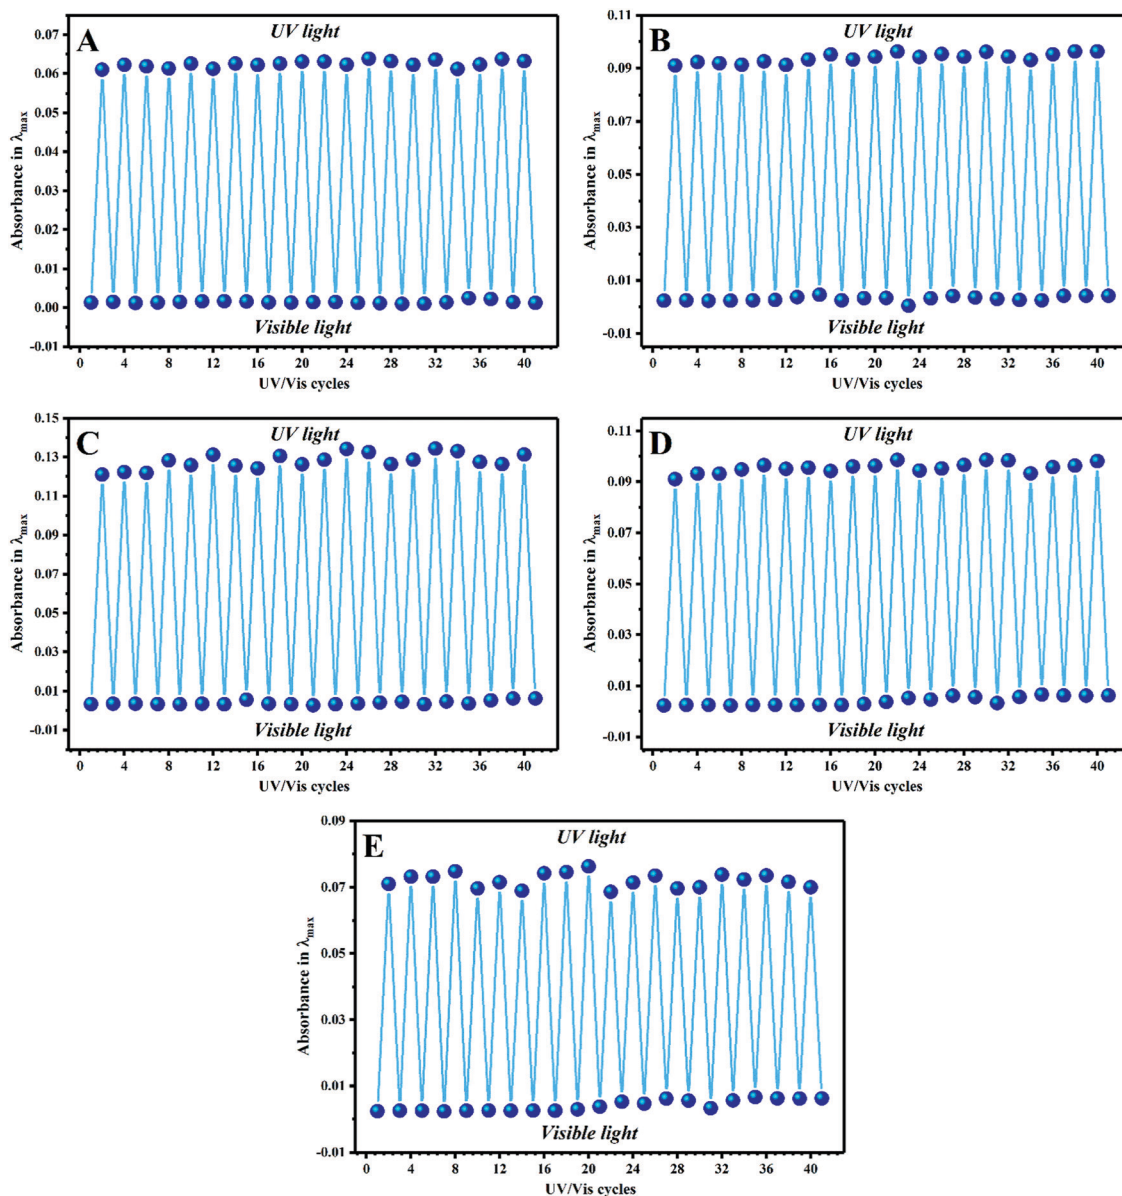 A
UV light
0.07
0.06
0.04
0.03
0.01
0.00
-0.01
Absorbance in λmax
Visible light
0 4 8 12 16 20 24 28 32 36 40
UV/Vis cycles
B
UV light
0.11
0.09
0.07
0.05
0.03
0.01
-0.01
Absorbance in λmax
Visible light
0 4 8 12 16 20 24 28 32 36 40
UV/Vis cycles
C
UV light
0.15
0.13
0.11
0.09
0.07
0.05
0.03
0.01
-0.01
Absorbance in λmax
Visible light
0 4 8 12 16 20 24 28 32 36 40
UV/Vis cycles
D
UV light
0.11
0.09
0.07
0.05
0.03
0.01
-0.01
Absorbance in λmax
Visible light
0 4 8 12 16 20 24 28 32 36 40
UV/Vis cycles
E
UV light
0.09
0.07
0.05
0.03
0.01
-0.01
Absorbance in λmax
Visible light
0 4 8 12 16 20 24 28 32 36 40
UV/Vis cycles